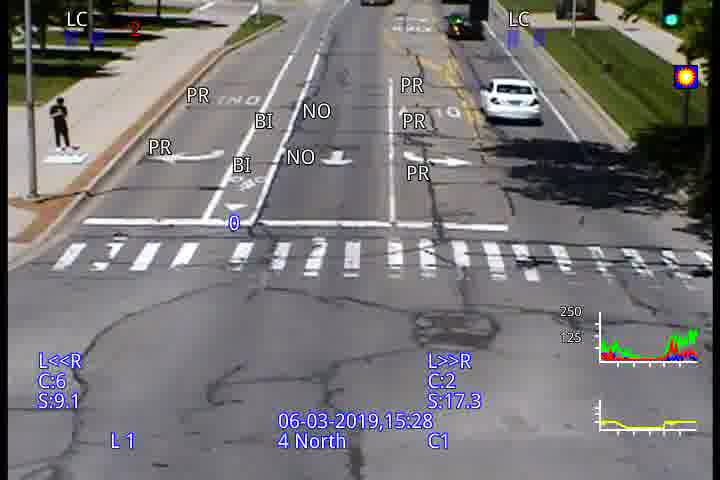 LC
LC
2
PR
PR
NO
BI
PR
PR
NO
BI
PR
0
250
125
L<<R
L>>R
C:6
C:2
S:9.1
S:17.3
06-03-2019,15:28
L 1
4 North
C1